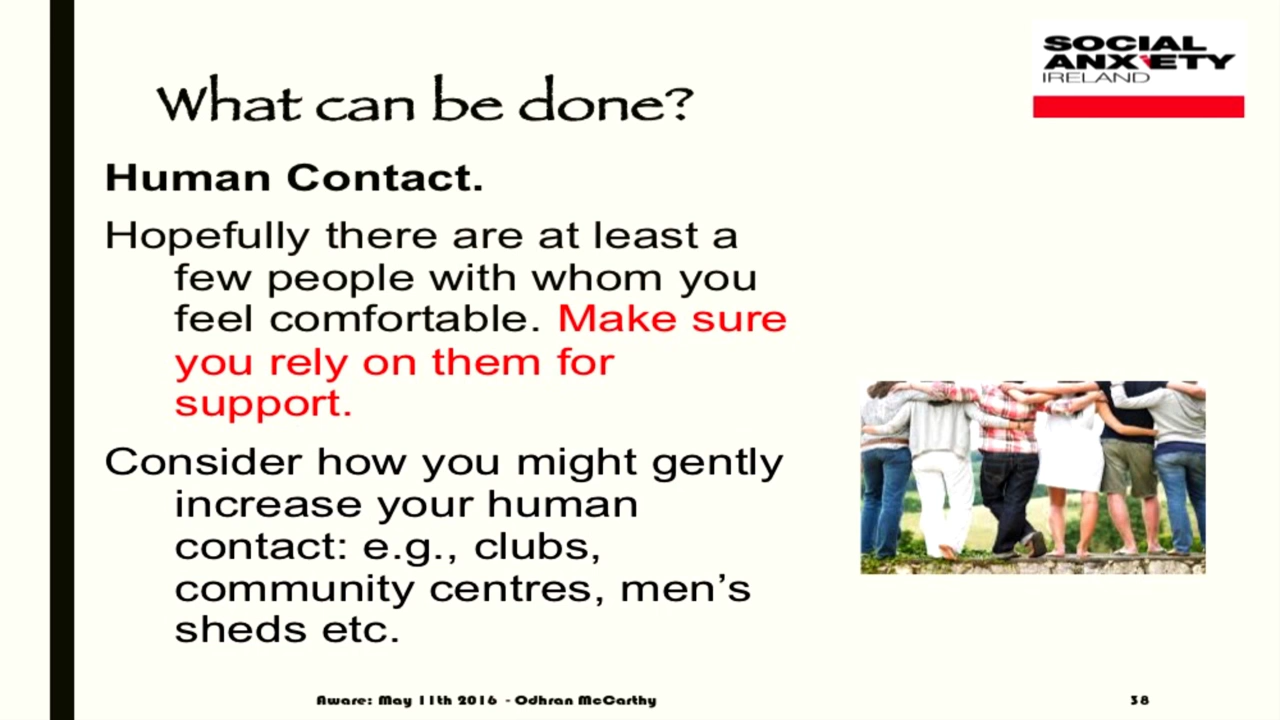 SOCIAL
ANXIETY
IRELAND
What can be done?
Human Contact.
Hopefully there are at least a
few people with whom you
feel comfortable. Make sure
you rely on them for
support.
Consider how you might gently
increase your human
contact: e.g., clubs,
community centres, men’s
sheds etc.
Aware: May 11th 2016 - Odhran McCarthy
38